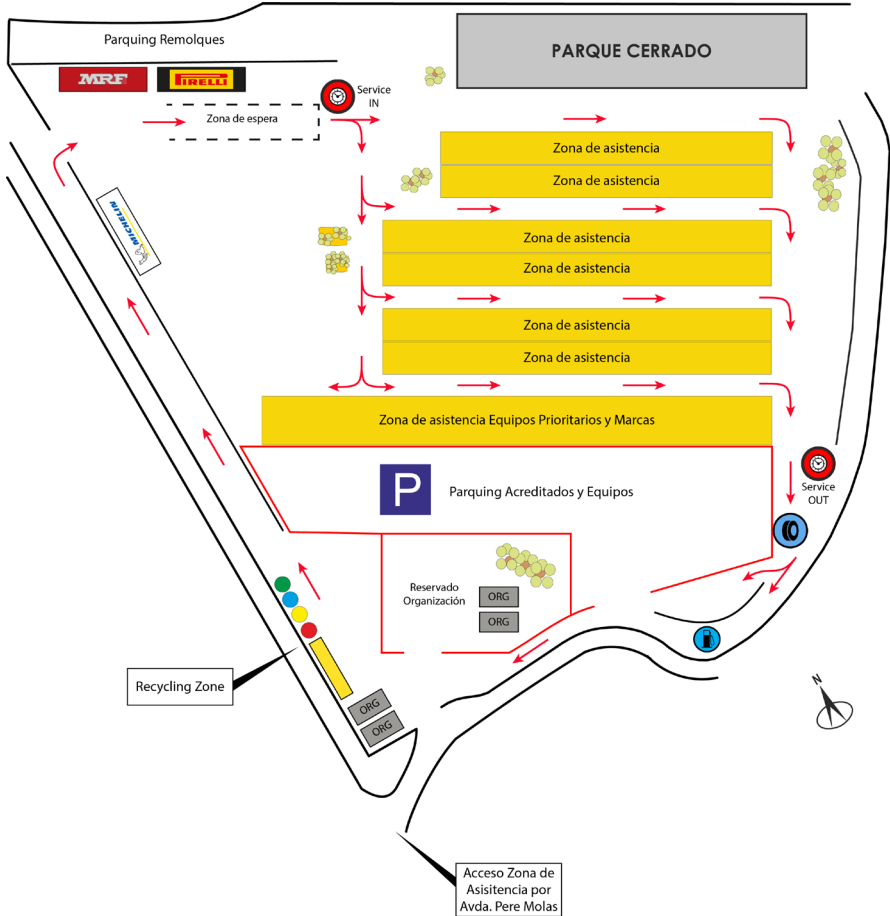 Parquing Remolques
PARQUE CERRADO
MRF
PIRELLI
Service
IN
Zona de espera
Zona de asistencia
Zona de asistencia
MICHELIN
Zona de asistencia
Zona de asistencia
Zona de asistencia
Zona de asistencia
Zona de asistencia Equipos Prioritarios y Marcas
P
Parquing Acreditados y Equipos
Service
OUT
Reservado
Organización
ORG
ORG
Recycling Zone
ORG
ORG
N
Acceso Zona de
Asisitencia por
Avda. Pere Molas